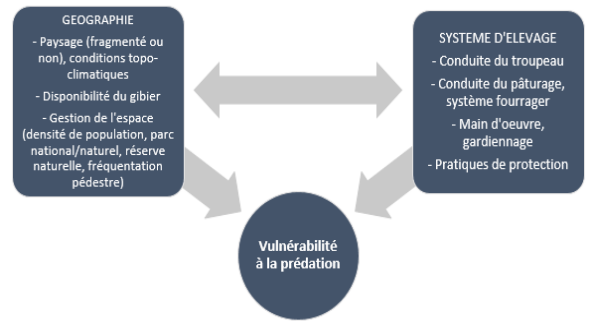 GEOGRAPHIE
- Paysage (fragmenté ou
non), conditions topo-
climatiques
- Disponibilité du gibier
- Gestion de l'espace
(densité de population, parc
national/naturel, réserve
naturelle, fréquentation
pédestre)
SYSTEME D'ELEVAGE
- Conduite du troupeau
- Conduite du pâturage,
système fourrager
- Main d'oeuvre,
gardiennage
- Pratiques de protection
Vulnérabilité
à la prédation